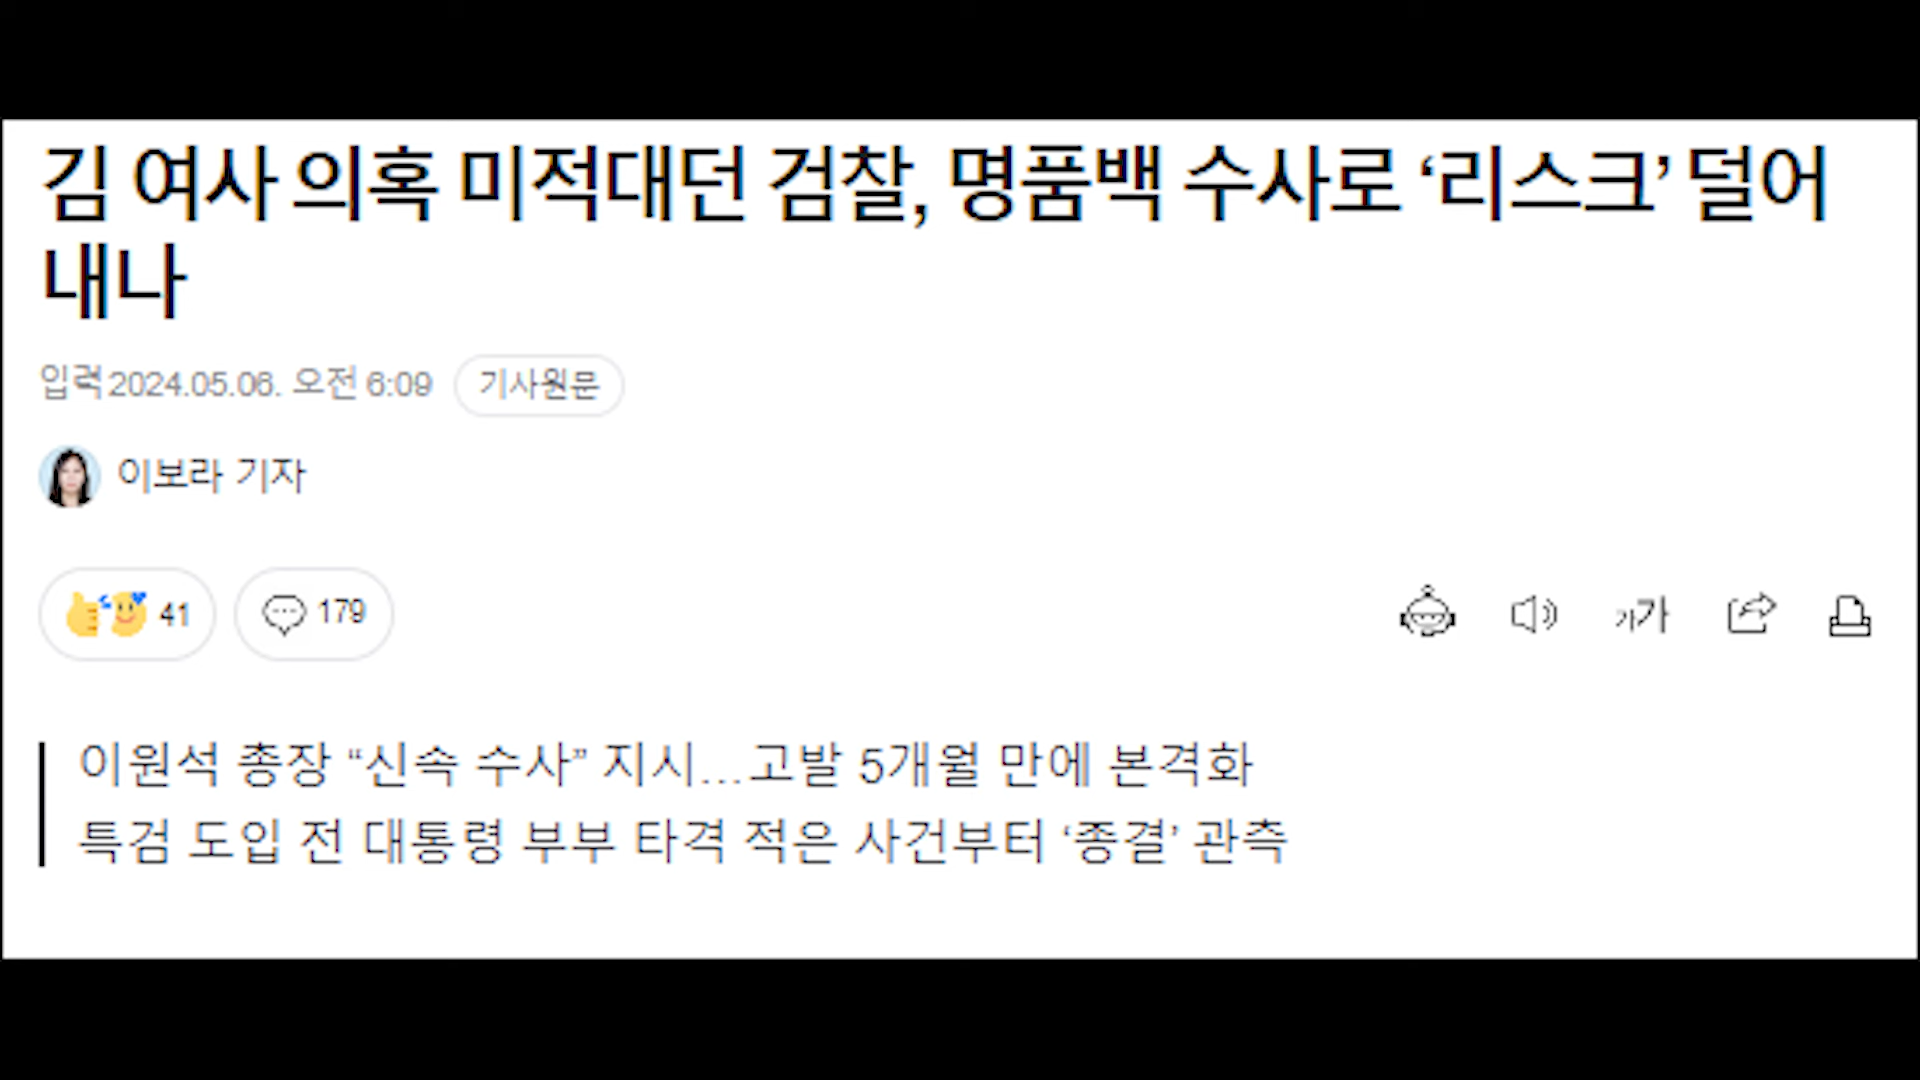 김 여사 의혹 미적대던 검찰, 명품백 수사로 ‘리스크’ 덜어
내나
입력 2024.05.06. 오전 6:09 기사원문
이보라 기자
41 179 가가
이원석 총장 “신속 수사” 지시…고발 5개월 만에 본격화
특검 도입 전 대통령 부부 타격 적은 사건부터 ‘종결’ 관측